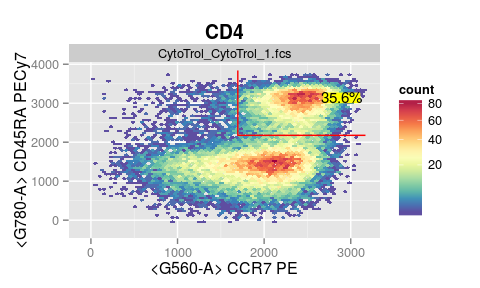 CD4
CytoTrol_CytoTrol_1.fcs
<G780-A> CD45RA PECy7
4000
3000
2000
1000
0
35.6%
0
1000
2000
3000
<G560-A> CCR7 PE
count
80
60
40
20